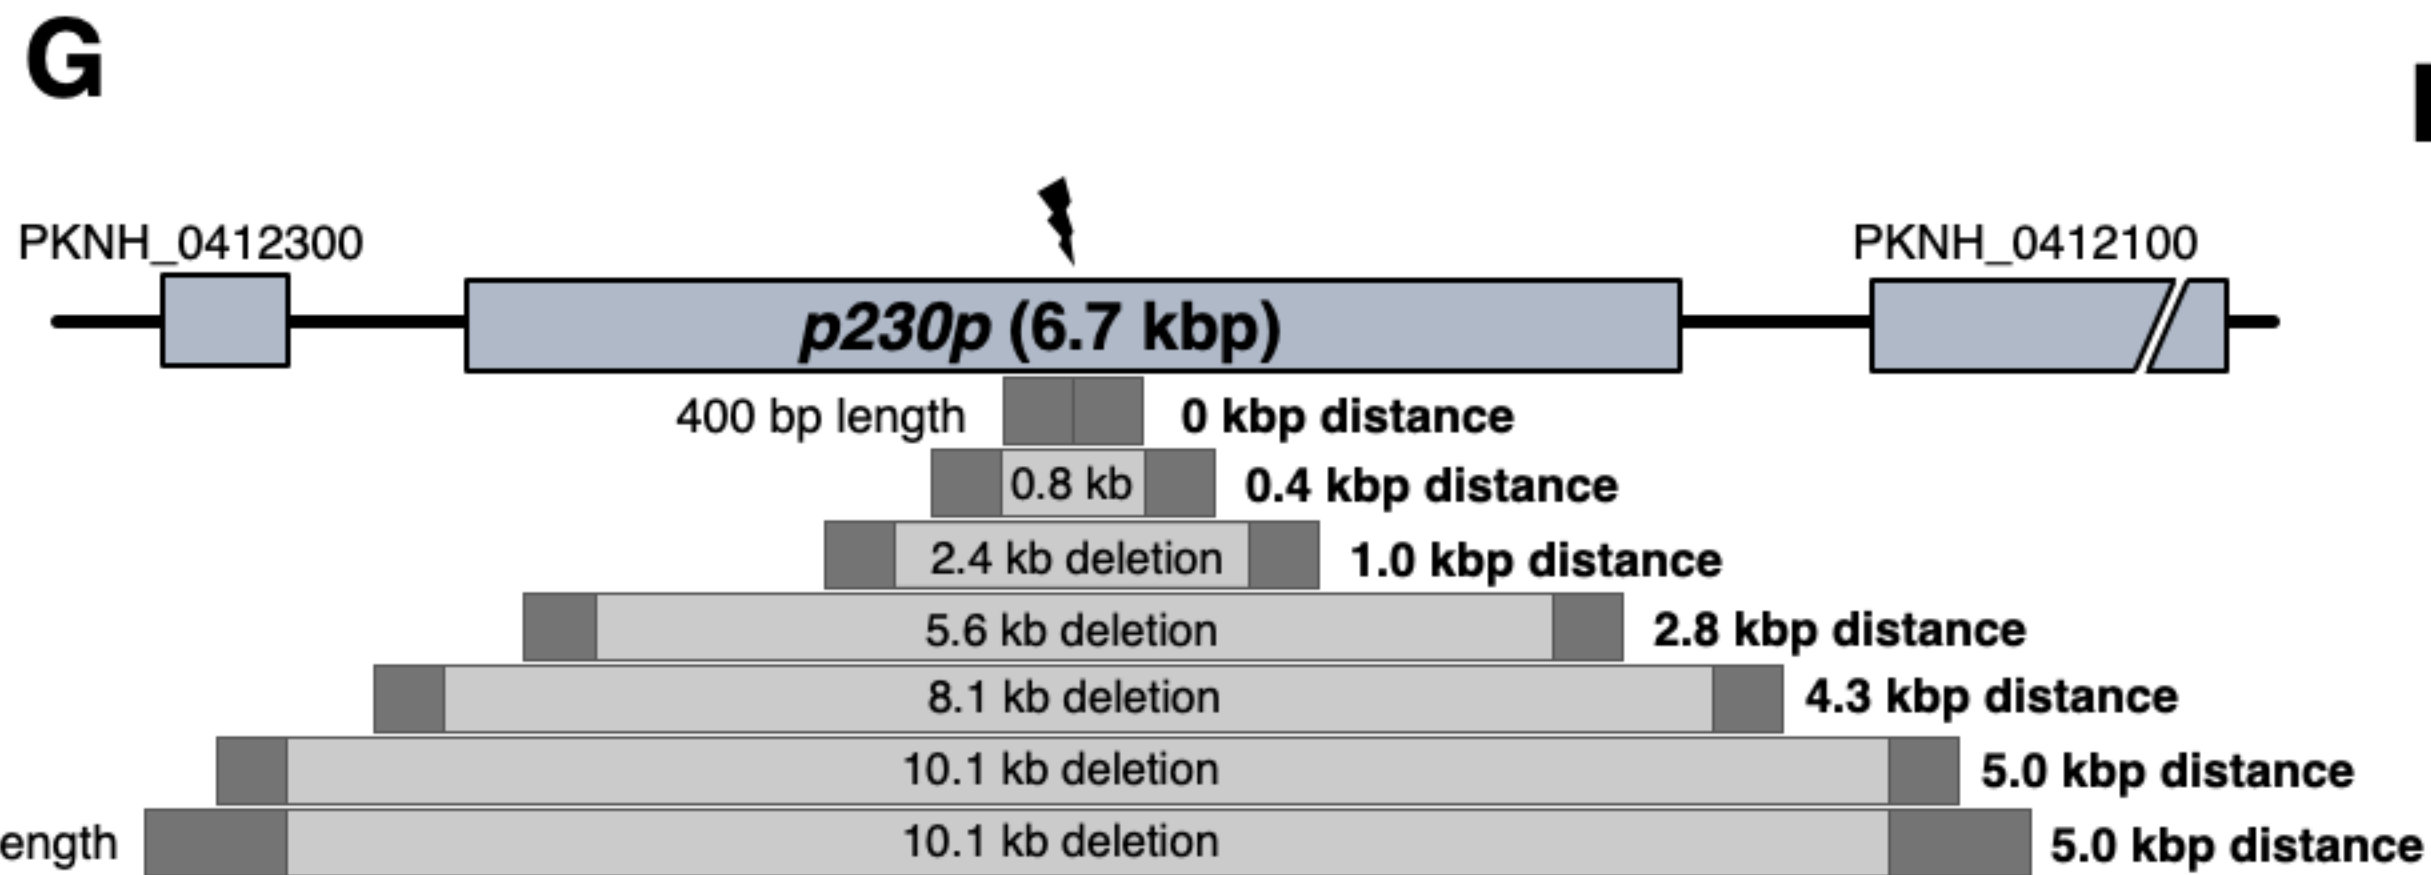 G
PKNH_0412300
PKNH_0412100
p230p (6.7 kbp)
400 bp length 0 kbp distance
0.8 kb 0.4 kbp distance
2.4 kb deletion 1.0 kbp distance
5.6 kb deletion 2.8 kbp distance
8.1 kb deletion 4.3 kbp distance
10.1 kb deletion 5.0 kbp distance
ength 10.1 kb deletion 5.0 kbp distance